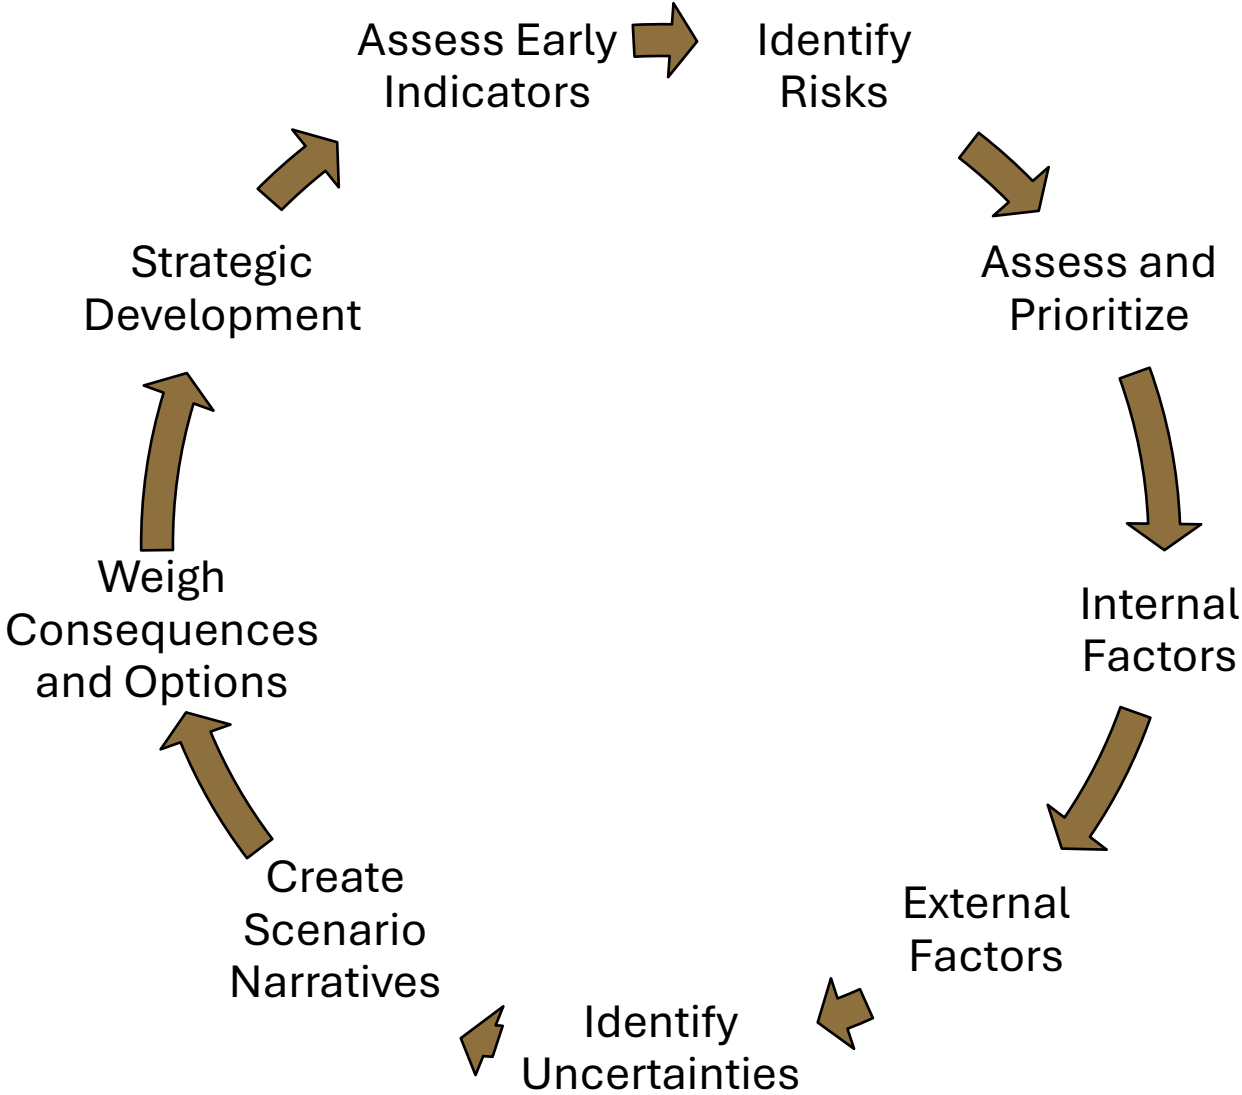 Assess Early
Indicators
Identify
Risks
Assess and
Prioritize
Internal
Factors
External
Factors
Identify
Uncertainties
Create
Scenario
Narratives
Weigh
Consequences
and Options
Strategic
Development